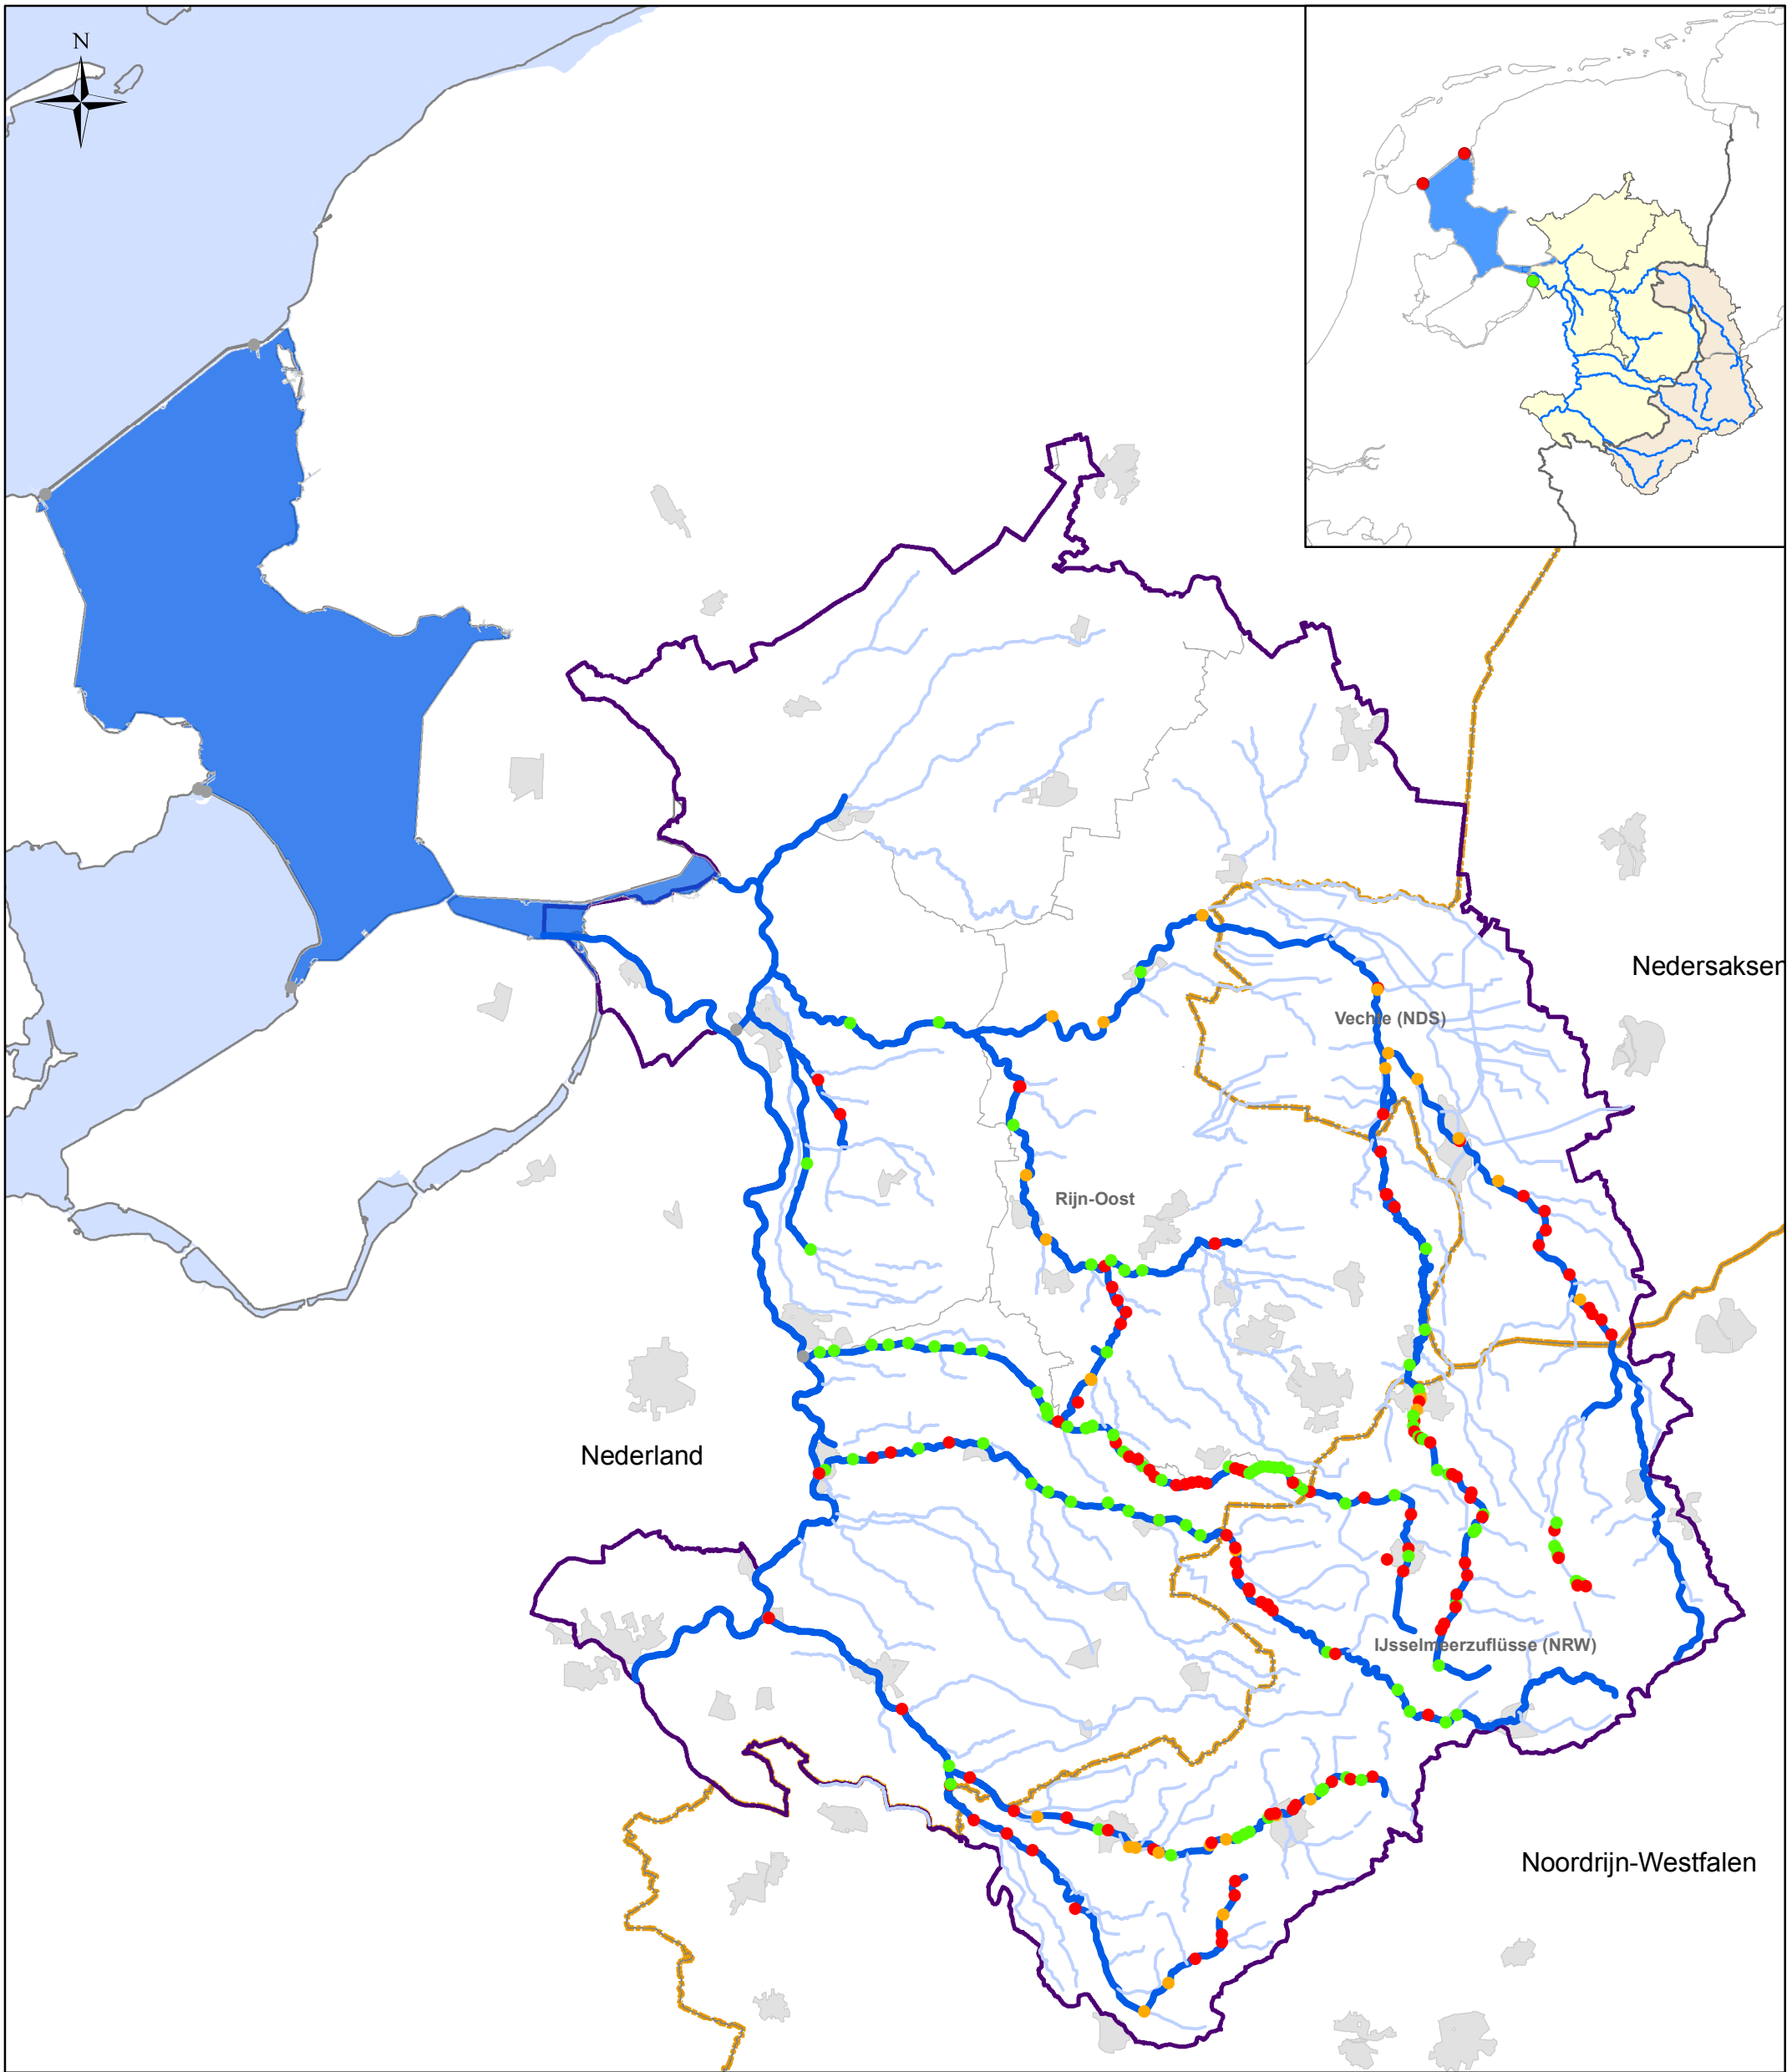 N
Nedersaksen
Vechte (NDS)
Rijn-Oost
Nederland
IJsselmeerzuflüsse (NRW)
Noordrijn-Westfalen